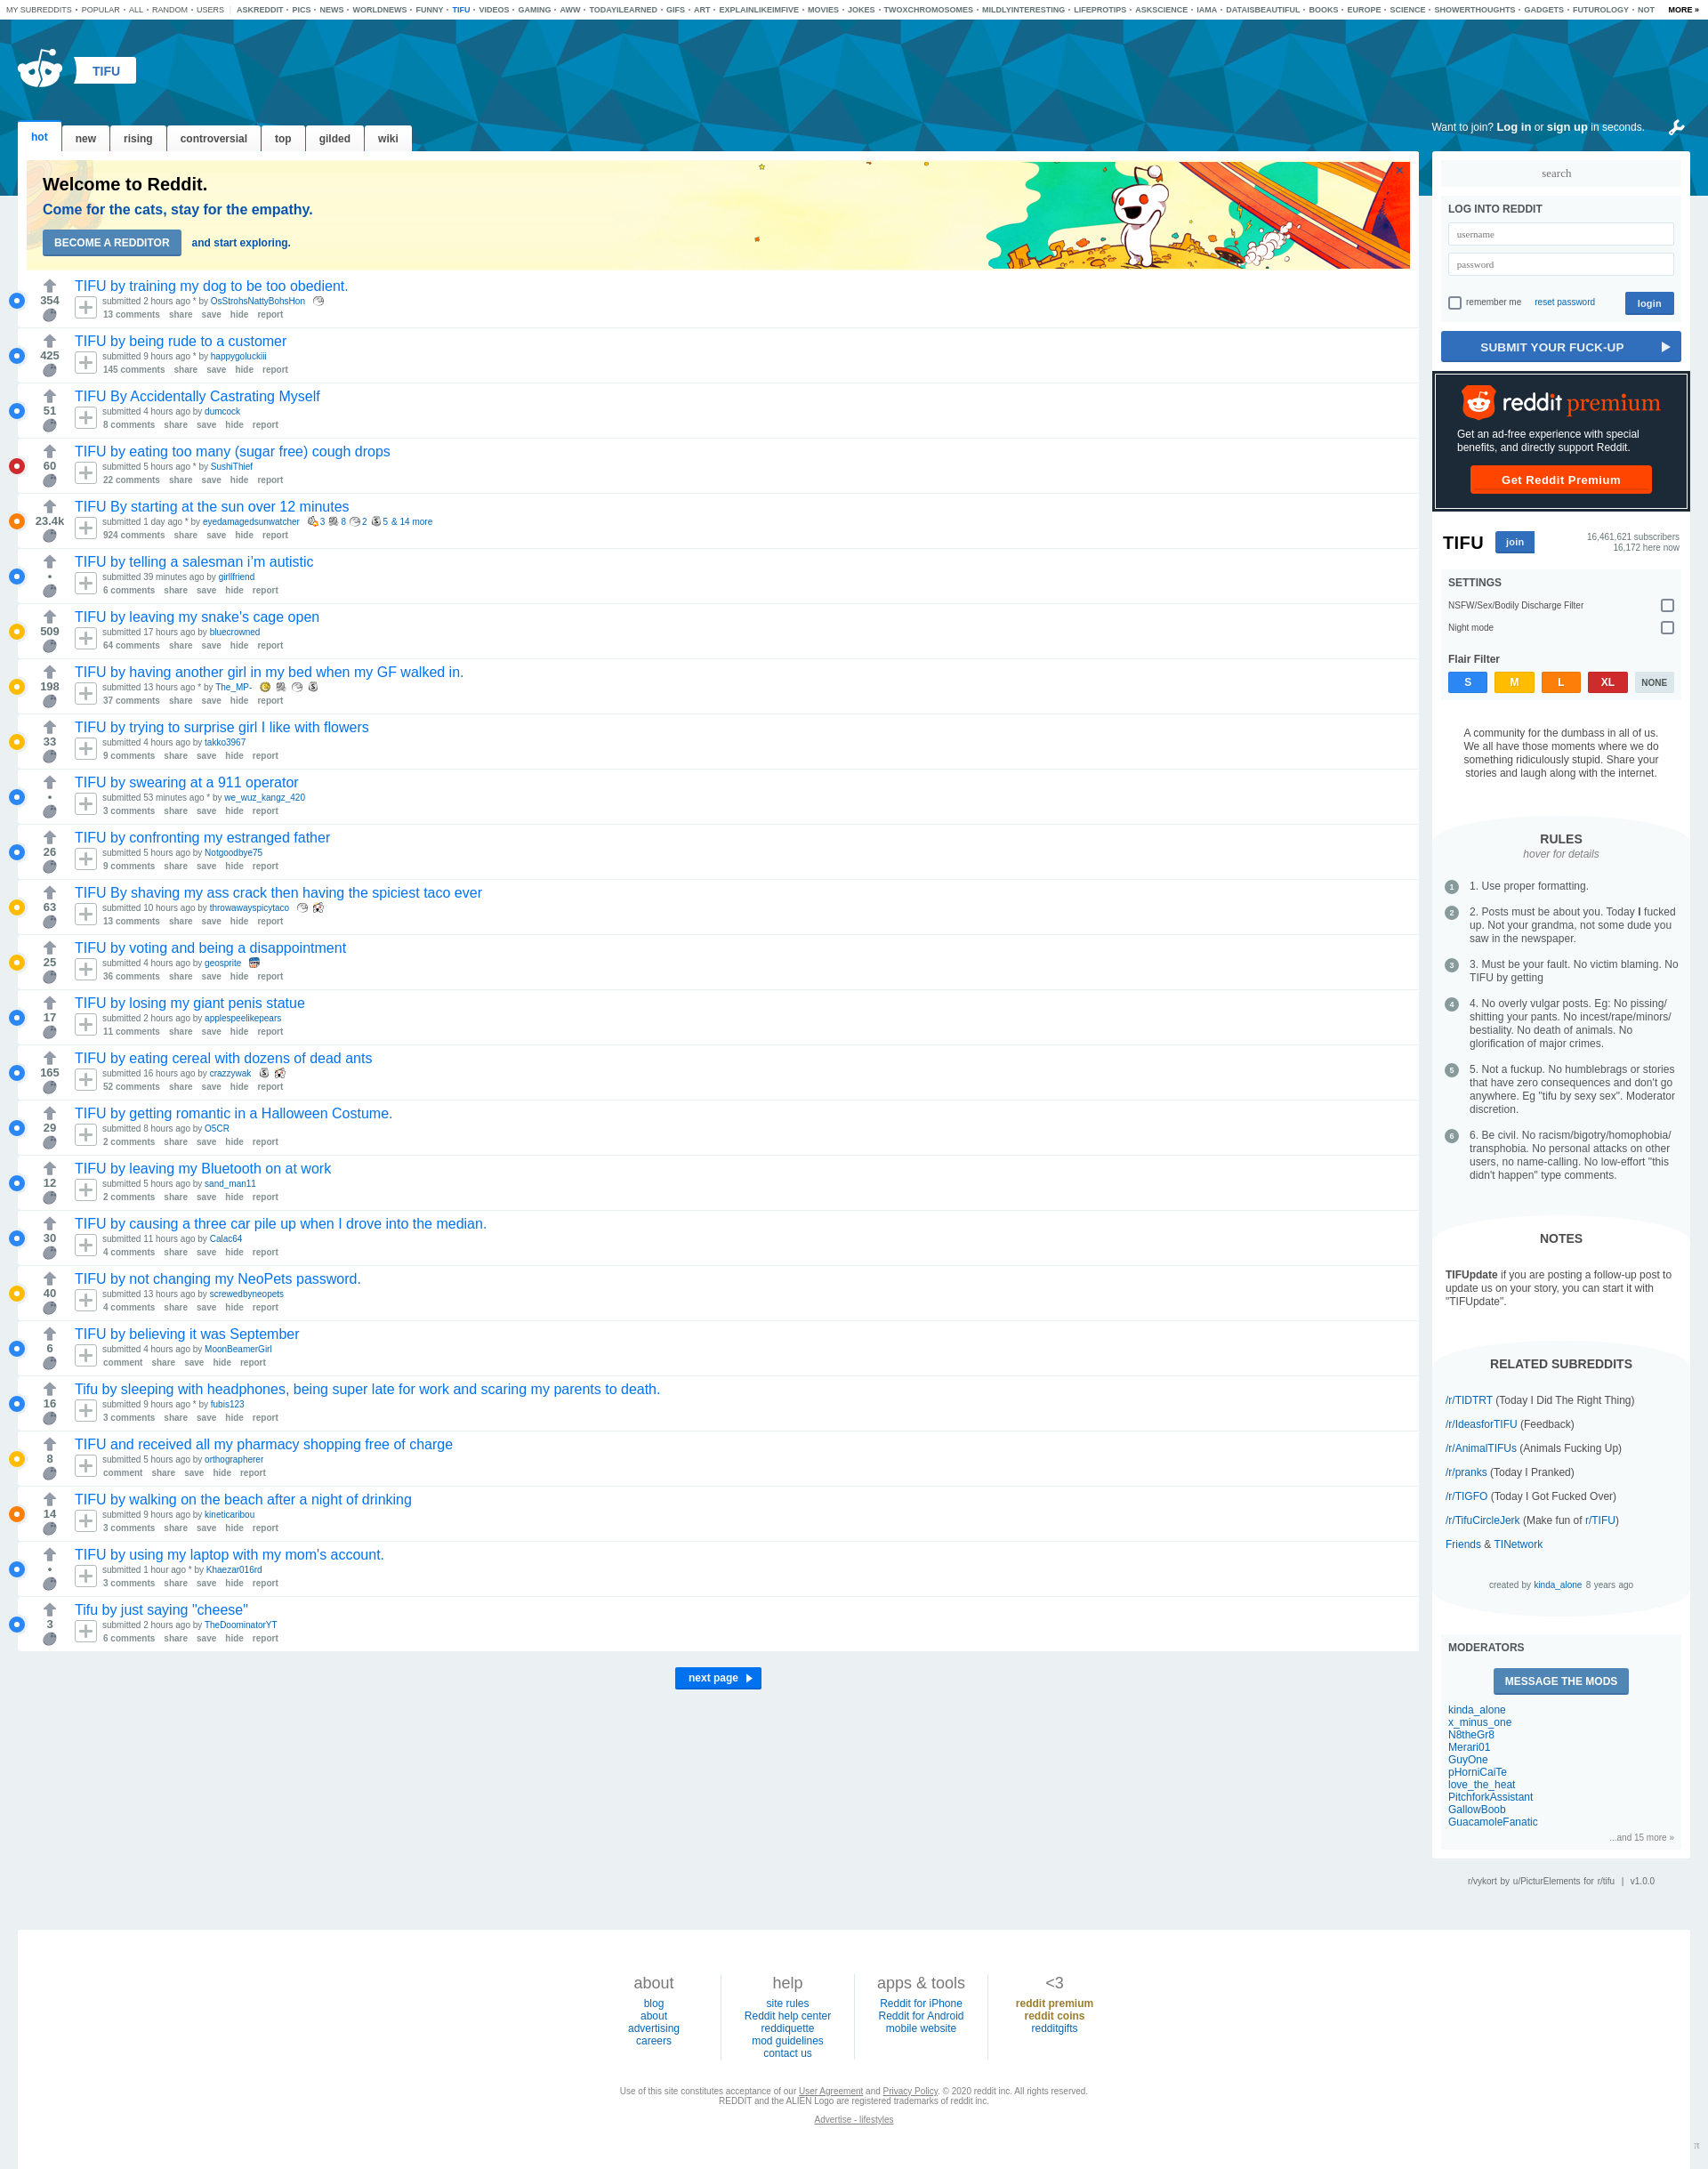 MY SUBREDDITS • POPULAR • ALL • RANDOM • USERS | ASKREDDIT • PICS • NEWS • WORLDNEWS • FUNNY • TIFU • VIDEOS • GAMING • AWW • TODAYILEARNED • GIFS • ART • EXPLAINLIKEIMFIVE • MOVIES • JOKES • TWOXCHROMOSOMES • MILDLYINTERESTING • LIFEPROTIPS • ASKSCIENCE • IAMA • DATAISBEAUTIFUL • BOOKS • EUROPE • SCIENCE • SHOWERTHOUGHTS • GADGETS • FUTUROLOGY • NOT MORE »
TIFU
hot new rising controversial top gilded wiki
Want to join? Log in or sign up in seconds.
Welcome to Reddit.
Come for the cats, stay for the empathy.
BECOME A REDDITOR and start exploring.
TIFU by training my dog to be too obedient.
354
submitted 2 hours ago * by OsStrohsNattyBohsHon
13 comments share save hide report
TIFU by being rude to a customer
425
submitted 9 hours ago * by happygoluckiii
145 comments share save hide report
TIFU By Accidentally Castrating Myself
51
submitted 4 hours ago by dumcock
8 comments share save hide report
TIFU by eating too many (sugar free) cough drops
60
submitted 5 hours ago * by SushiThief
22 comments share save hide report
TIFU By starting at the sun over 12 minutes
23.4k
submitted 1 day ago * by eyedamagedsunwatcher 3 8 2 5 & 14 more
924 comments share save hide report
TIFU by telling a salesman i'm autistic
•
submitted 39 minutes ago by girllfriend
6 comments share save hide report
TIFU by leaving my snake's cage open
509
submitted 17 hours ago by bluecrowned
64 comments share save hide report
TIFU by having another girl in my bed when my GF walked in.
198
submitted 13 hours ago * by The_MP-
37 comments share save hide report
TIFU by trying to surprise girl I like with flowers
33
submitted 4 hours ago by takko3967
9 comments share save hide report
TIFU by swearing at a 911 operator
•
submitted 53 minutes ago * by we_wuz_kangz_420
3 comments share save hide report
TIFU by confronting my estranged father
26
submitted 5 hours ago by Notgoodbye75
9 comments share save hide report
TIFU By shaving my ass crack then having the spiciest taco ever
63
submitted 10 hours ago by throwawayspicytaco
13 comments share save hide report
TIFU by voting and being a disappointment
25
submitted 4 hours ago by geosprite
36 comments share save hide report
TIFU by losing my giant penis statue
17
submitted 2 hours ago by applespeelikepears
11 comments share save hide report
TIFU by eating cereal with dozens of dead ants
165
submitted 16 hours ago by crazzywak
52 comments share save hide report
TIFU by getting romantic in a Halloween Costume.
29
submitted 8 hours ago by O5CR
2 comments share save hide report
TIFU by leaving my Bluetooth on at work
12
submitted 5 hours ago by sand_man11
2 comments share save hide report
TIFU by causing a three car pile up when I drove into the median.
30
submitted 11 hours ago by Calac64
4 comments share save hide report
TIFU by not changing my NeoPets password.
40
submitted 13 hours ago by screwedbyneopets
4 comments share save hide report
TIFU by believing it was September
6
submitted 4 hours ago by MoonBeamerGirl
comment share save hide report
Tifu by sleeping with headphones, being super late for work and scaring my parents to death.
16
submitted 9 hours ago * by fubis123
3 comments share save hide report
TIFU and received all my pharmacy shopping free of charge
8
submitted 5 hours ago by orthographerer
comment share save hide report
TIFU by walking on the beach after a night of drinking
14
submitted 9 hours ago by kineticaribou
3 comments share save hide report
TIFU by using my laptop with my mom's account.
•
submitted 1 hour ago * by Khaezar016rd
3 comments share save hide report
Tifu by just saying "cheese"
3
submitted 2 hours ago by TheDoominatorYT
6 comments share save hide report
next page
search
LOG INTO REDDIT
username
password
remember me reset password login
SUBMIT YOUR FUCK-UP
reddit premium
Get an ad-free experience with special
benefits, and directly support Reddit.
Get Reddit Premium
TIFU join
16,461,621 subscribers
16,172 here now
SETTINGS
NSFW/Sex/Bodily Discharge Filter
Night mode
Flair Filter
S M L XL NONE
A community for the dumbass in all of us.
We all have those moments where we do
something ridiculously stupid. Share your
stories and laugh along with the internet.
RULES
hover for details
1 1. Use proper formatting.
2 2. Posts must be about you. Today I fucked
up. Not your grandma, not some dude you
saw in the newspaper.
3 3. Must be your fault. No victim blaming. No
TIFU by getting
4 4. No overly vulgar posts. Eg: No pissing/
shitting your pants. No incest/rape/minors/
bestiality. No death of animals. No
glorification of major crimes.
5 5. Not a fuckup. No humblebrags or stories
that have zero consequences and don't go
anywhere. Eg "tifu by sexy sex". Moderator
discretion.
6 6. Be civil. No racism/bigotry/homophobia/
transphobia. No personal attacks on other
users, no name-calling. No low-effort "this
didn't happen" type comments.
NOTES
TIFUpdate if you are posting a follow-up post to
update us on your story, you can start it with
"TIFUpdate".
RELATED SUBREDDITS
/r/TIDTRT (Today I Did The Right Thing)
/r/IdeasforTIFU (Feedback)
/r/AnimalTIFUs (Animals Fucking Up)
/r/pranks (Today I Pranked)
/r/TIGFO (Today I Got Fucked Over)
/r/TifuCircleJerk (Make fun of r/TIFU)
Friends & TINetwork
created by kinda_alone 8 years ago
MODERATORS
MESSAGE THE MODS
kinda_alone
x_minus_one
N8theGr8
Merari01
GuyOne
pHorniCaiTe
love_the_heat
PitchforkAssistant
GallowBoob
GuacamoleFanatic
...and 15 more »
r/vykort by u/PicturElements for r/tifu | v1.0.0
about
blog
about
advertising
careers
help
site rules
Reddit help center
reddiquette
mod guidelines
contact us
apps & tools
Reddit for iPhone
Reddit for Android
mobile website
<3
reddit premium
reddit coins
redditgifts
Use of this site constitutes acceptance of our User Agreement and Privacy Policy. © 2020 reddit inc. All rights reserved.
REDDIT and the ALIEN Logo are registered trademarks of reddit inc.
Advertise - lifestyles
π